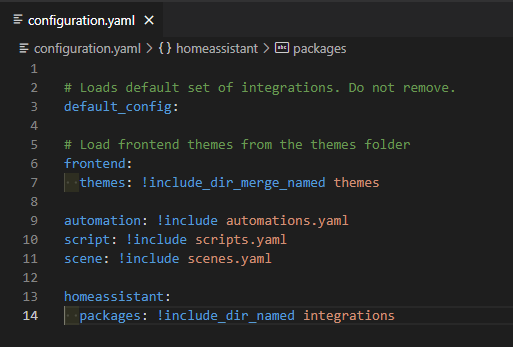 configuration.yaml
configuration.yaml > {} homeassistant > abc packages
1
2 # Loads default set of integrations. Do not remove.
3 default_config:
4
5 # Load frontend themes from the themes folder
6 frontend:
7   themes: !include_dir_merge_named themes
8
9 automation: !include automations.yaml
10 script: !include scripts.yaml
11 scene: !include scenes.yaml
12
13 homeassistant:
14   packages: !include_dir_named integrations